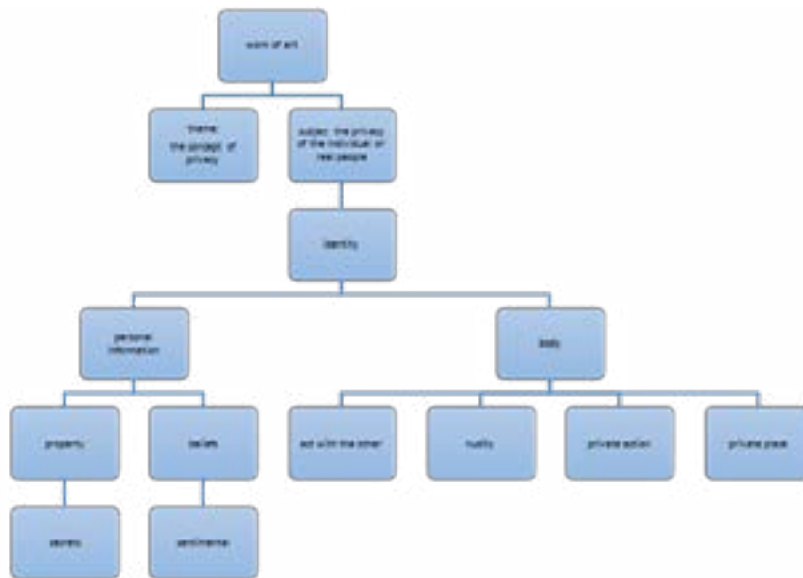 work of art
theme:
the concept of
privacy
subject: the privacy
of the individual or
real people
identity
personal
information
body
property
beliefs
act with the other
nudity
private action
private place
secrets
sentimental